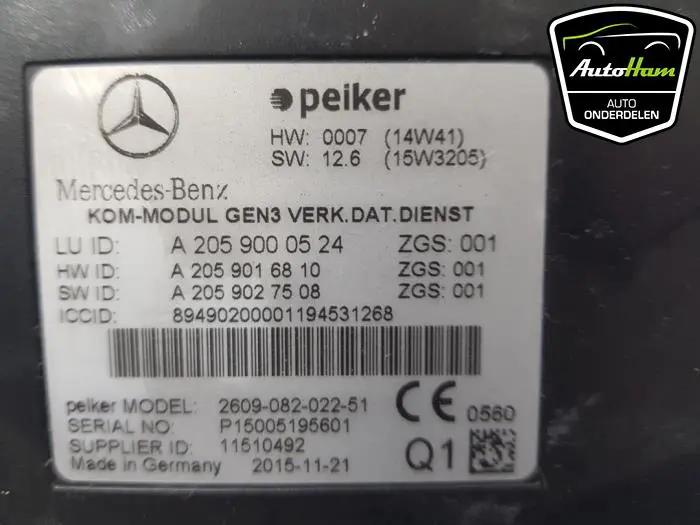 AutoHam
AUTO
ONDERDELEN
peiker
HW: 0007 (14W41)
SW: 12.6 (15W3205)
Mercedes-Benz
KOM-MODUL GEN3 VERK.DAT.DIENST
LU ID: A 205 900 05 24 ZGS: 001
HW ID: A 205 901 68 10 ZGS: 001
SW ID: A 205 902 75 08 ZGS: 001
ICCID: 89490200001194531268
peiker MODEL: 2609-082-022-51
SERIAL NO: P15005195601
SUPPLIER ID: 11510492
Made in Germany 2015-11-21
CE 0560
Q1